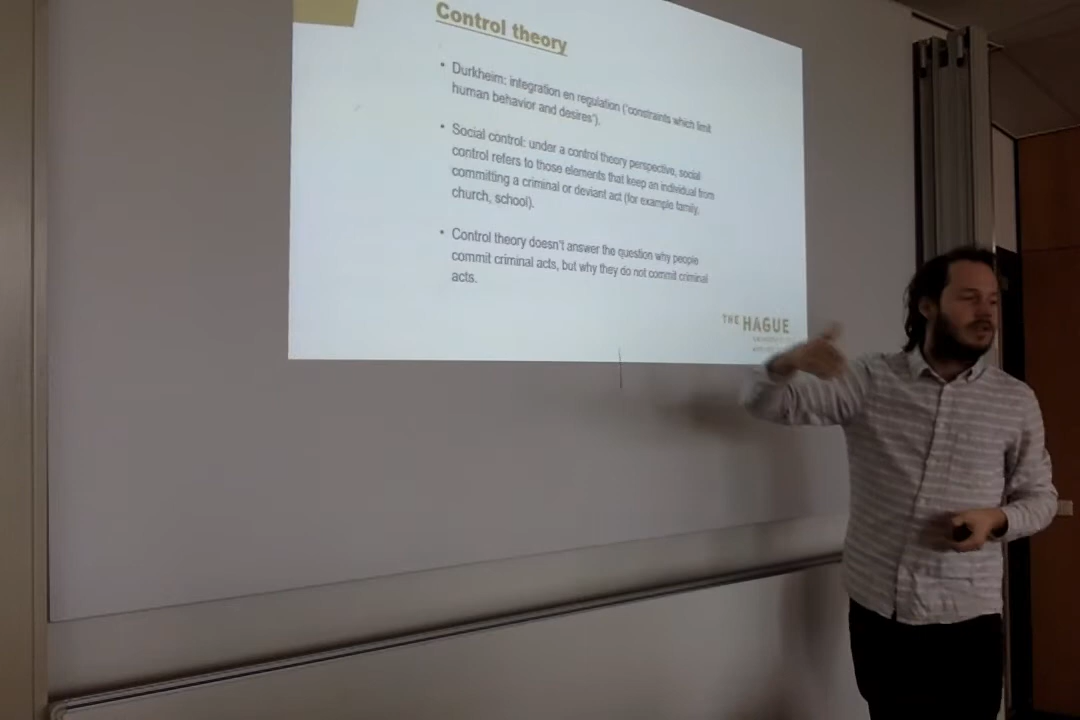 Control theory
• Durkheim: integration en regulation ('constraints which limit
human behavior and desires').
• Social control: under a control theory perspective, social
control refers to those elements that keep an individual from
committing a criminal or deviant act (for example family,
church, school).
• Control theory doesn't answer the question why people
commit criminal acts, but why they do not commit criminal
acts.
THE HAGUE